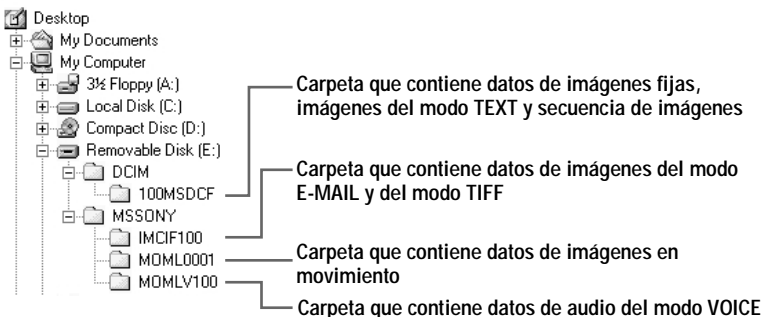 Desktop
My Documents
My Computer
3½ Floppy (A:)
Local Disk (C:)
Compact Disc (D:)
Removable Disk (E:)
DCIM
100MSDCF
MSSONY
IMCIF100
MOML0001
MOMLV100
Carpeta que contiene datos de imágenes fijas,
imágenes del modo TEXT y secuencia de imágenes
Carpeta que contiene datos de imágenes del modo
E-MAIL y del modo TIFF
Carpeta que contiene datos de imágenes en
movimiento
Carpeta que contiene datos de audio del modo VOICE